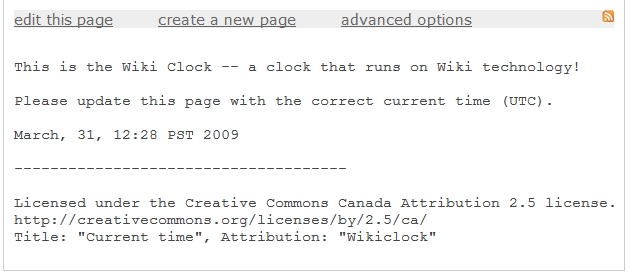 edit this page create a new page advanced options
This is the Wiki Clock -- a clock that runs on Wiki technology!
Please update this page with the correct current time (UTC).
March, 31, 12:28 PST 2009
-------------------------------------
Licensed under the Creative Commons Canada Attribution 2.5 license.
http://creativecommons.org/licenses/by/2.5/ca/
Title: "Current time", Attribution: "Wikiclock"